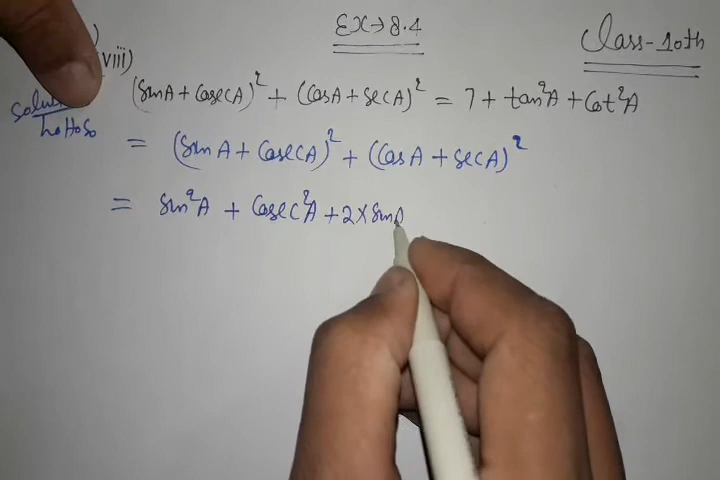 EX→8.4
Class-10th
viii)
(SinA+CosecA)²+(CosA+SecA)²=7+tan²A+Cot²A
L.H.S
= (Sin A+CosecA)²+(CosA+SecA)²
= Sin²A + Cosec²A+2×SinA